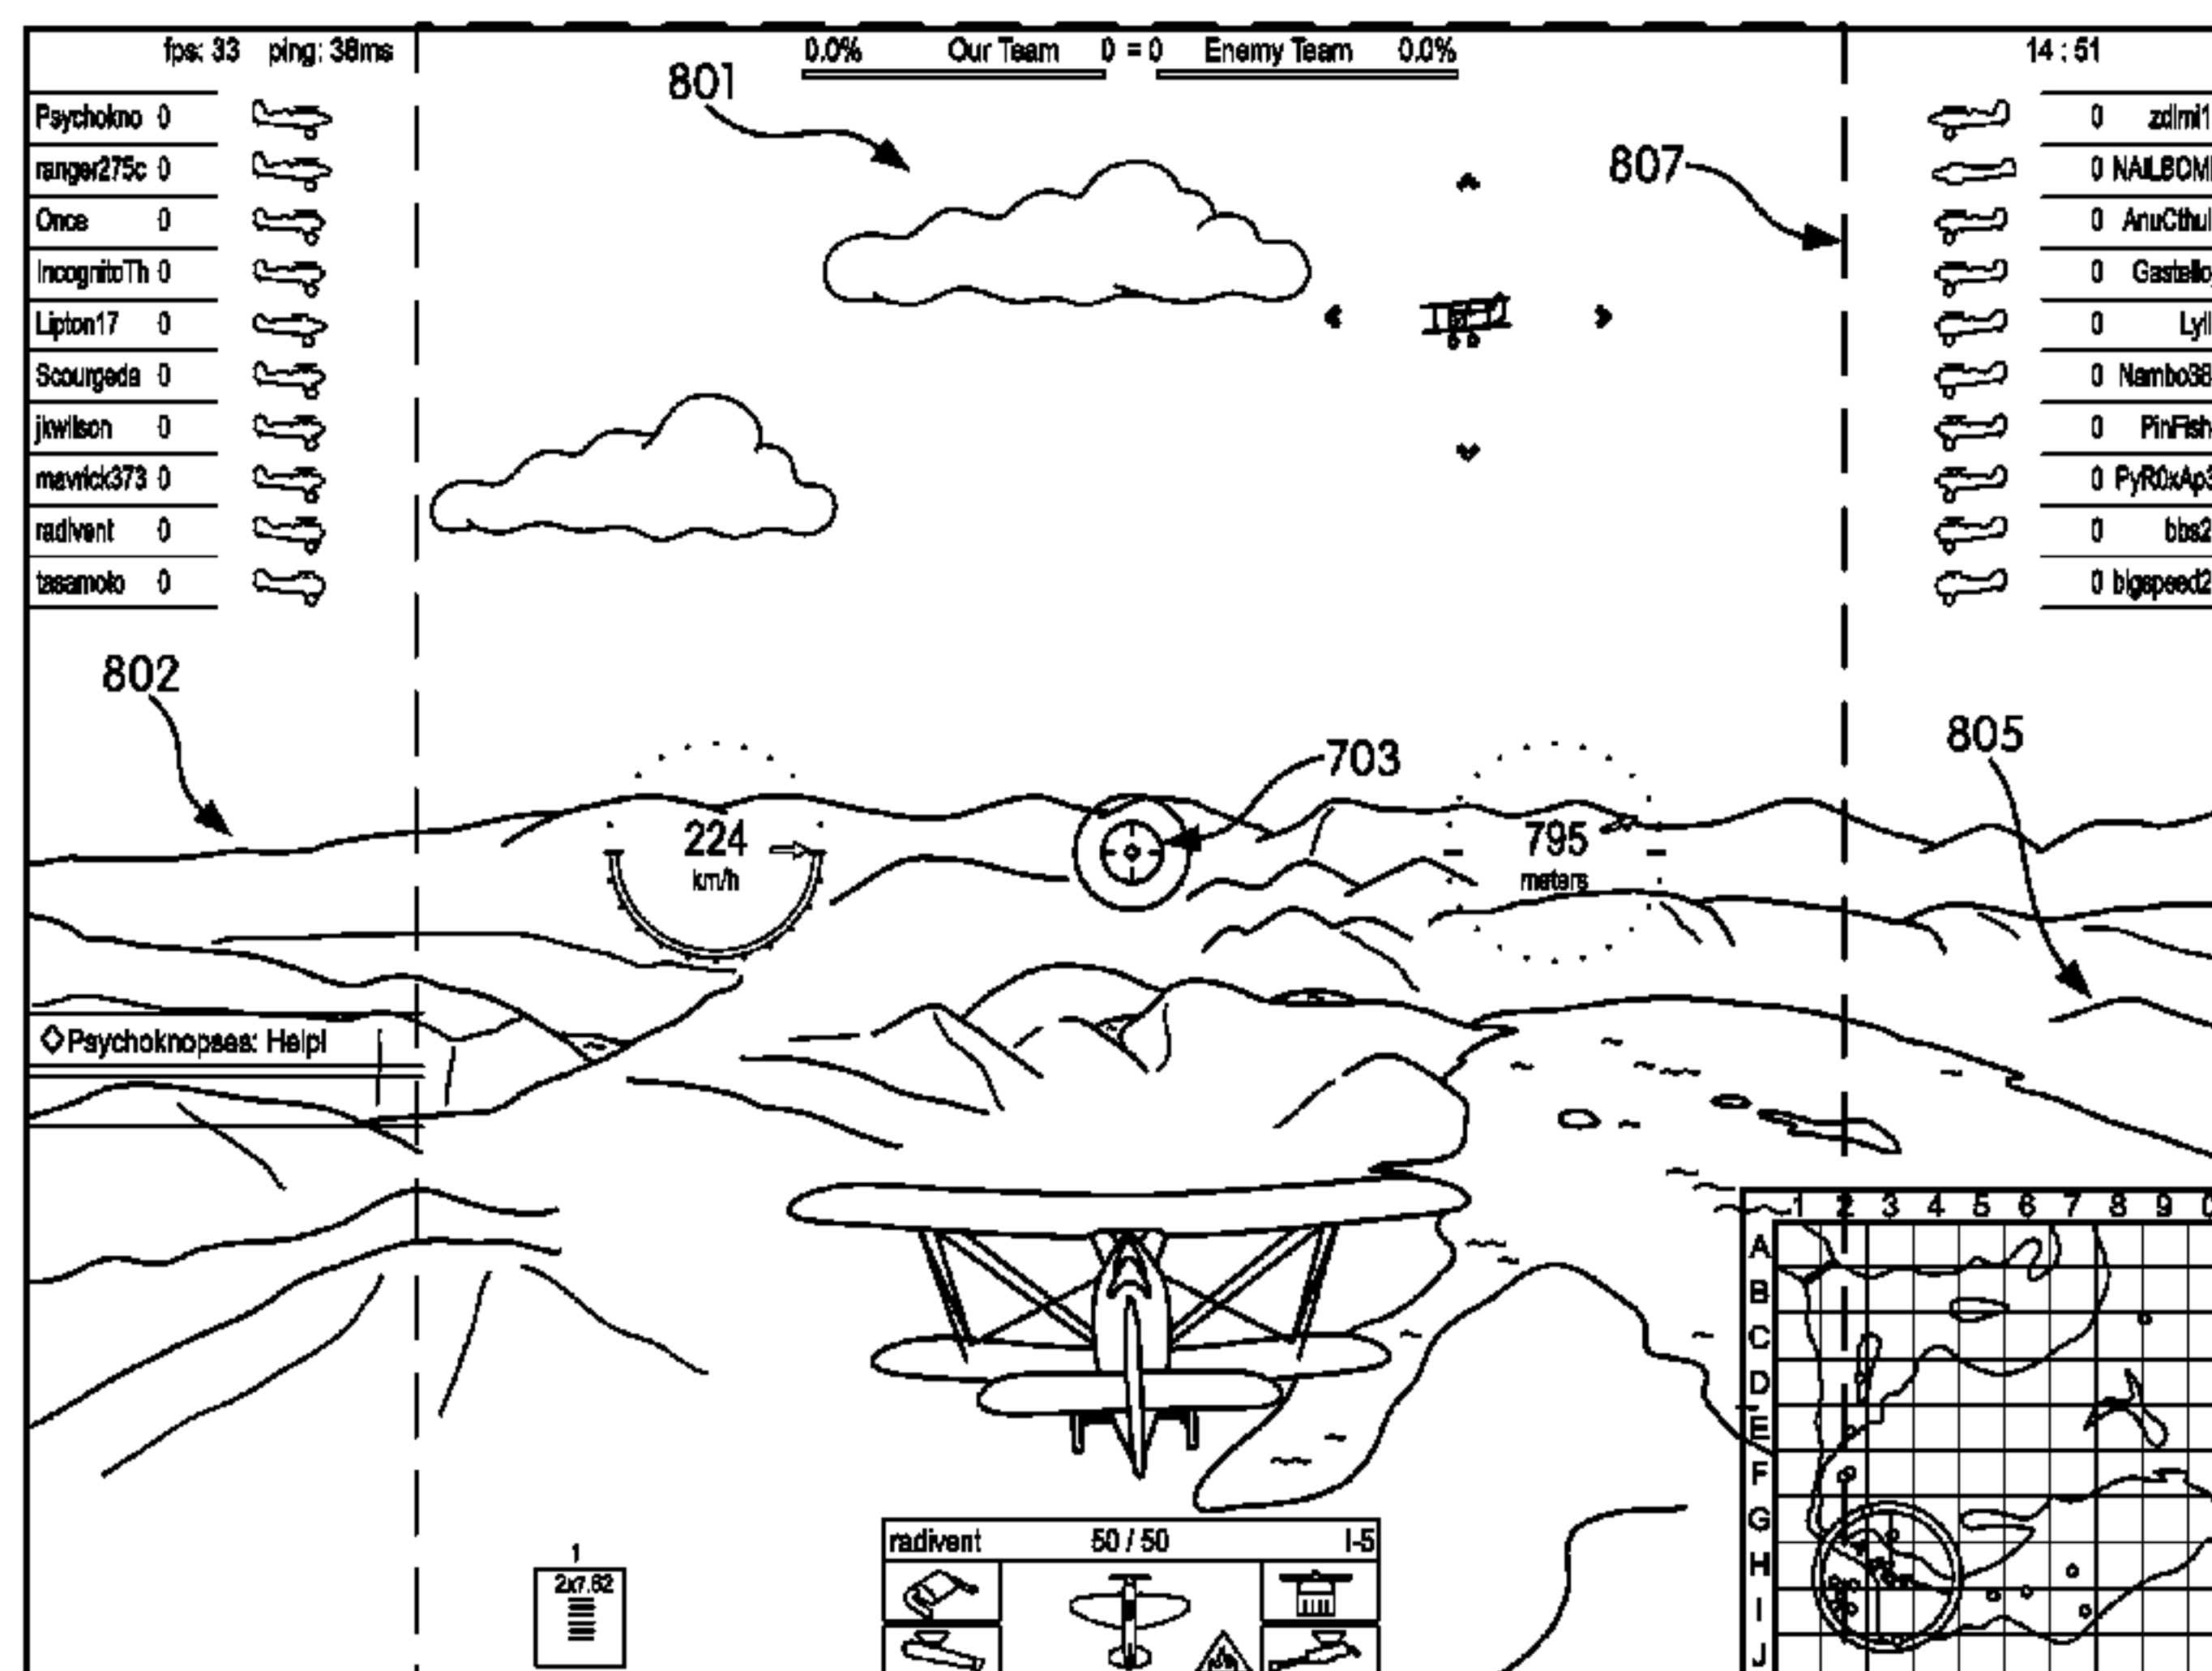 fps: 33 ping: 38ms
0.0% Our Team 0 = 0 Enemy Team 0.0%
14 : 51
801
807
Psychokno 0
ranger275c 0
Once 0
IncognitoTh 0
Lipton17 0
Scourgeda 0
jkwilson 0
mavrick373 0
radivent 0
tasamoto 0
0 zdlmi1
0 NAILBOM
0 AnuCthul
0 Gastello
0 Lyll
0 Nambo38
0 PinFish
0 PyR0xAp3
0 bbs2
0 bigspeed2
802
703
805
224
km/h
795
meters
Psychoknopses: Help!
1 2 3 4 5 6 7 8 9 0
A
B
C
D
E
F
G
H
I
J
1
2x7.62
radivent 50 / 50 I-5